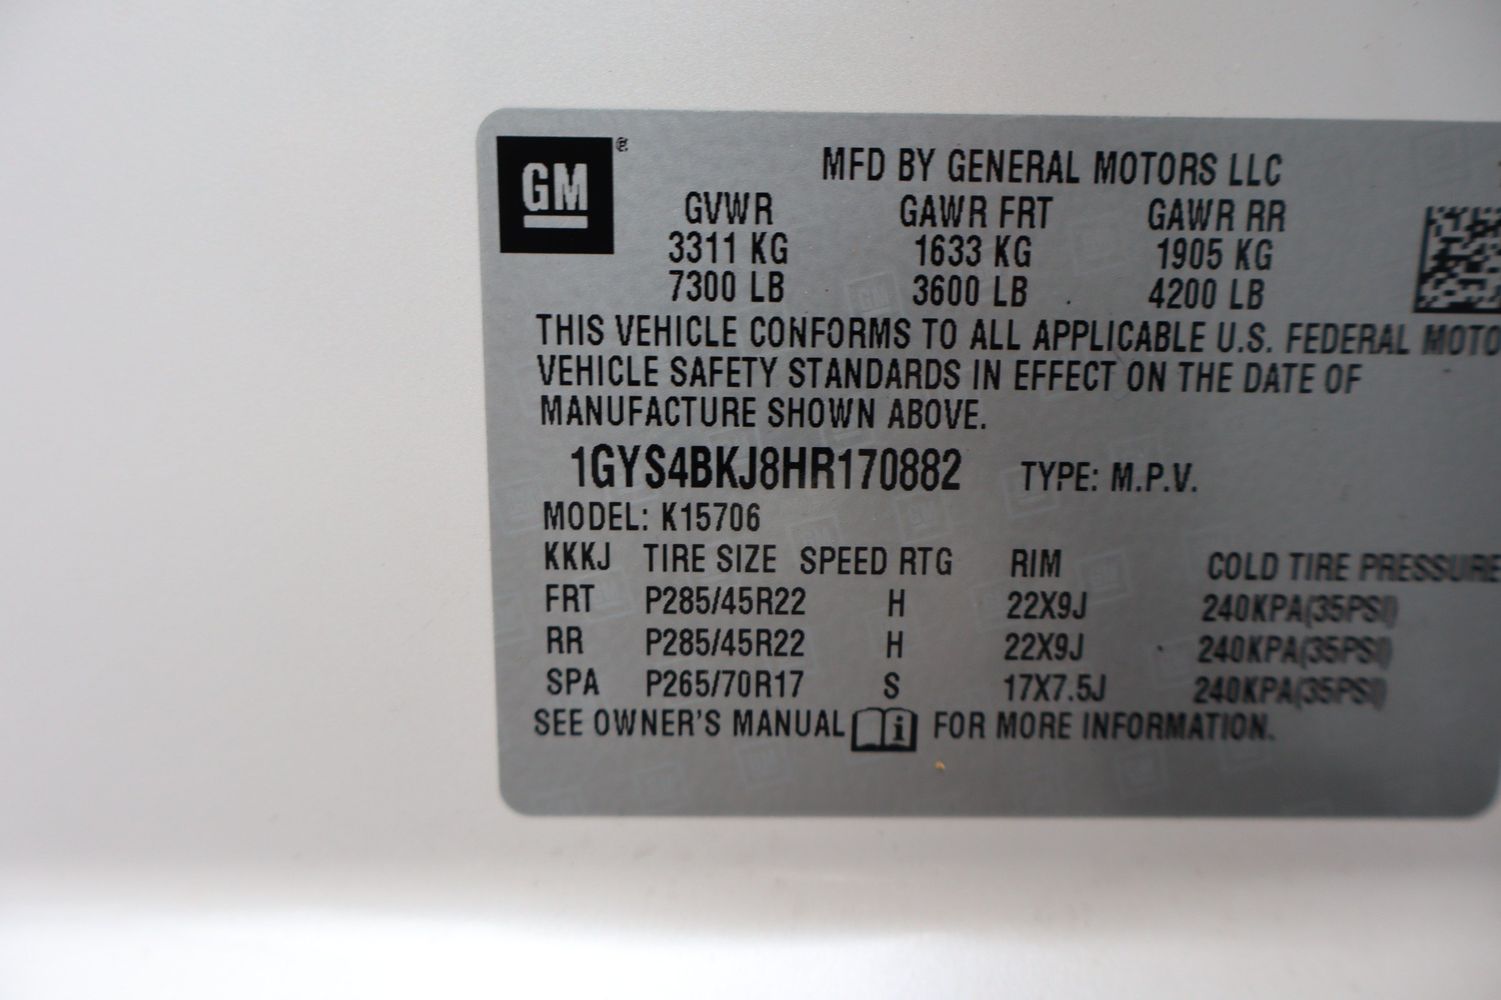 GM ®
MFD BY GENERAL MOTORS LLC
GVWR GAWR FRT GAWR RR
3311 KG 1633 KG 1905 KG
7300 LB 3600 LB 4200 LB
THIS VEHICLE CONFORMS TO ALL APPLICABLE U.S. FEDERAL MOTO
VEHICLE SAFETY STANDARDS IN EFFECT ON THE DATE OF
MANUFACTURE SHOWN ABOVE.
1GYS4BKJ8HR170882 TYPE: M.P.V.
MODEL: K15706
KKKJ TIRE SIZE SPEED RTG RIM COLD TIRE PRESSURE
FRT P285/45R22 H 22X9J 240KPA(35PSI)
RR P285/45R22 H 22X9J 240KPA(35PSI)
SPA P265/70R17 S 17X7.5J 240KPA(35PSI)
SEE OWNER'S MANUAL i FOR MORE INFORMATION.